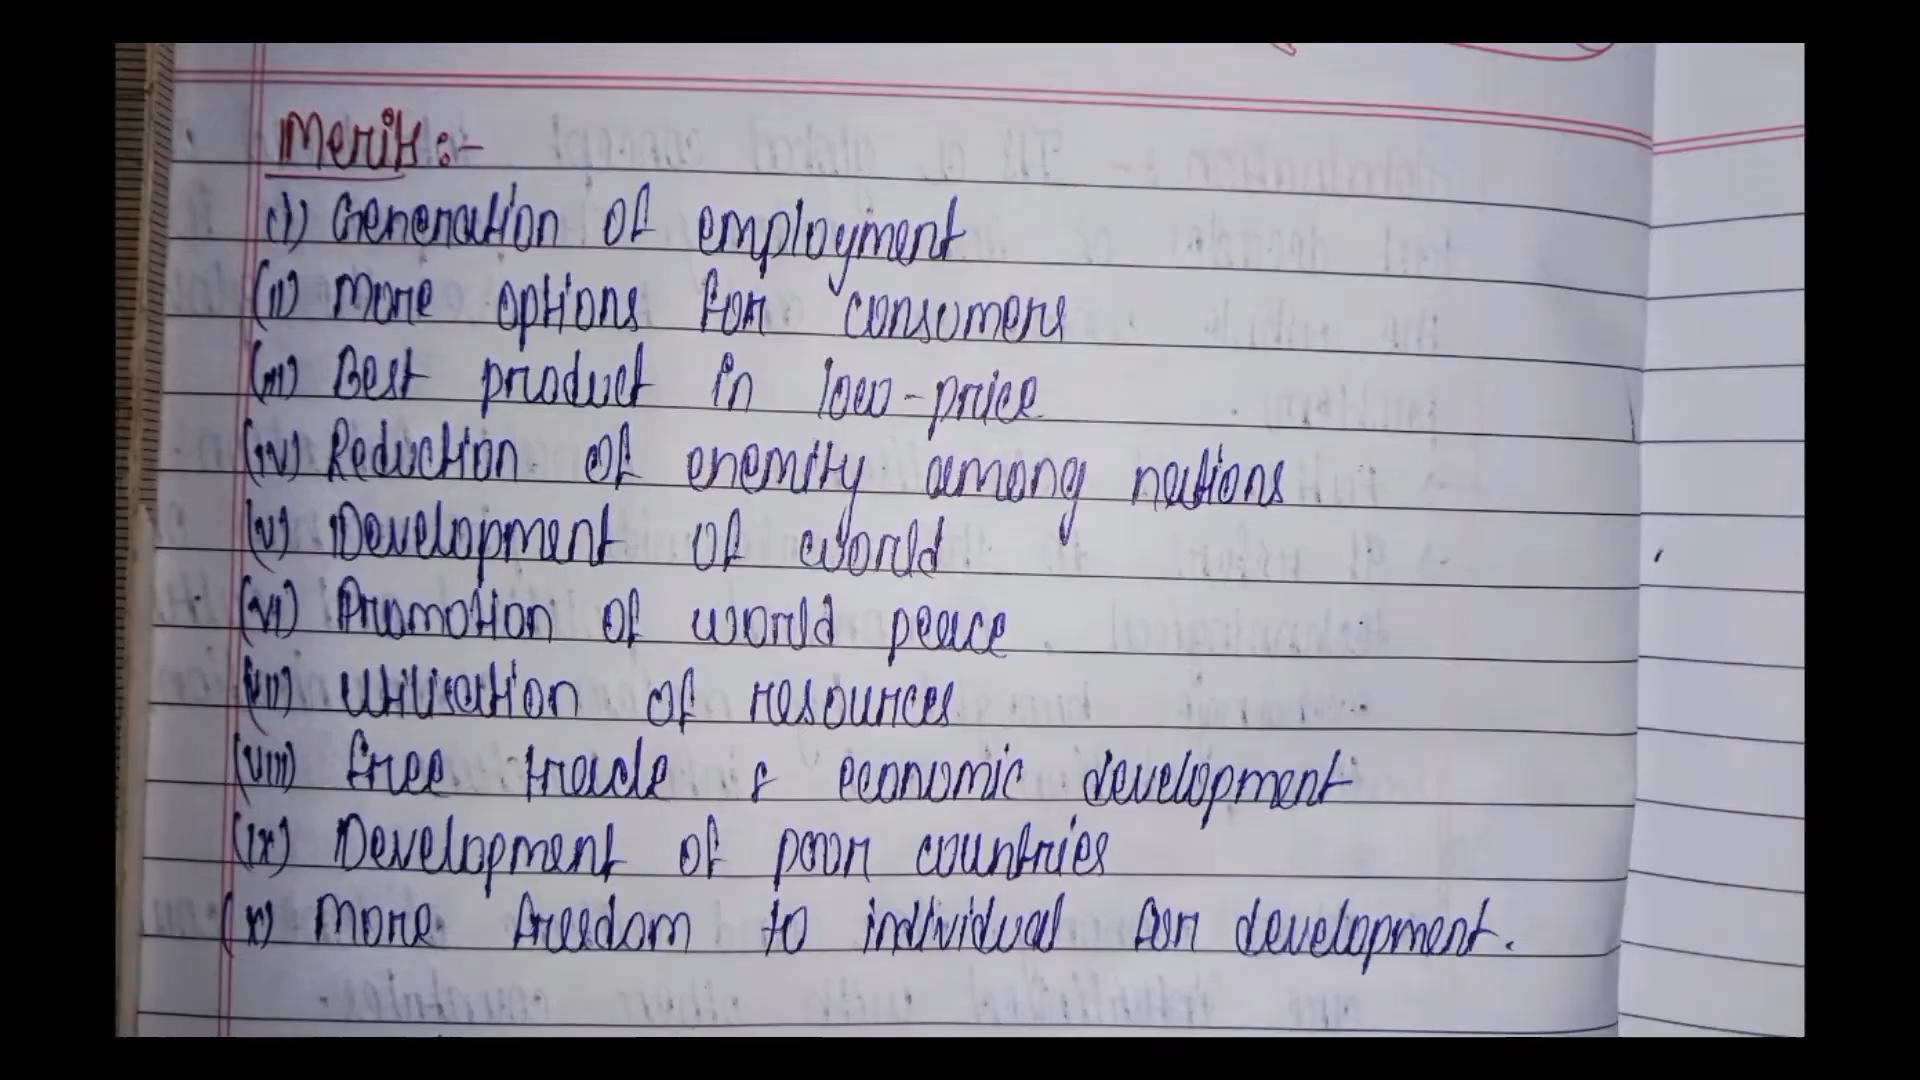 Merits:-
(i) Generation of employment
(ii) More options for consumers
(iii) Best product in low-price
(iv) Reduction of enemity among nations
(v) Development of world
(vi) Promotion of world peace
(vii) Utilisation of resources
(viii) free trade & economic development
(ix) Development of poor countries
(x) More freedom to individual for development.